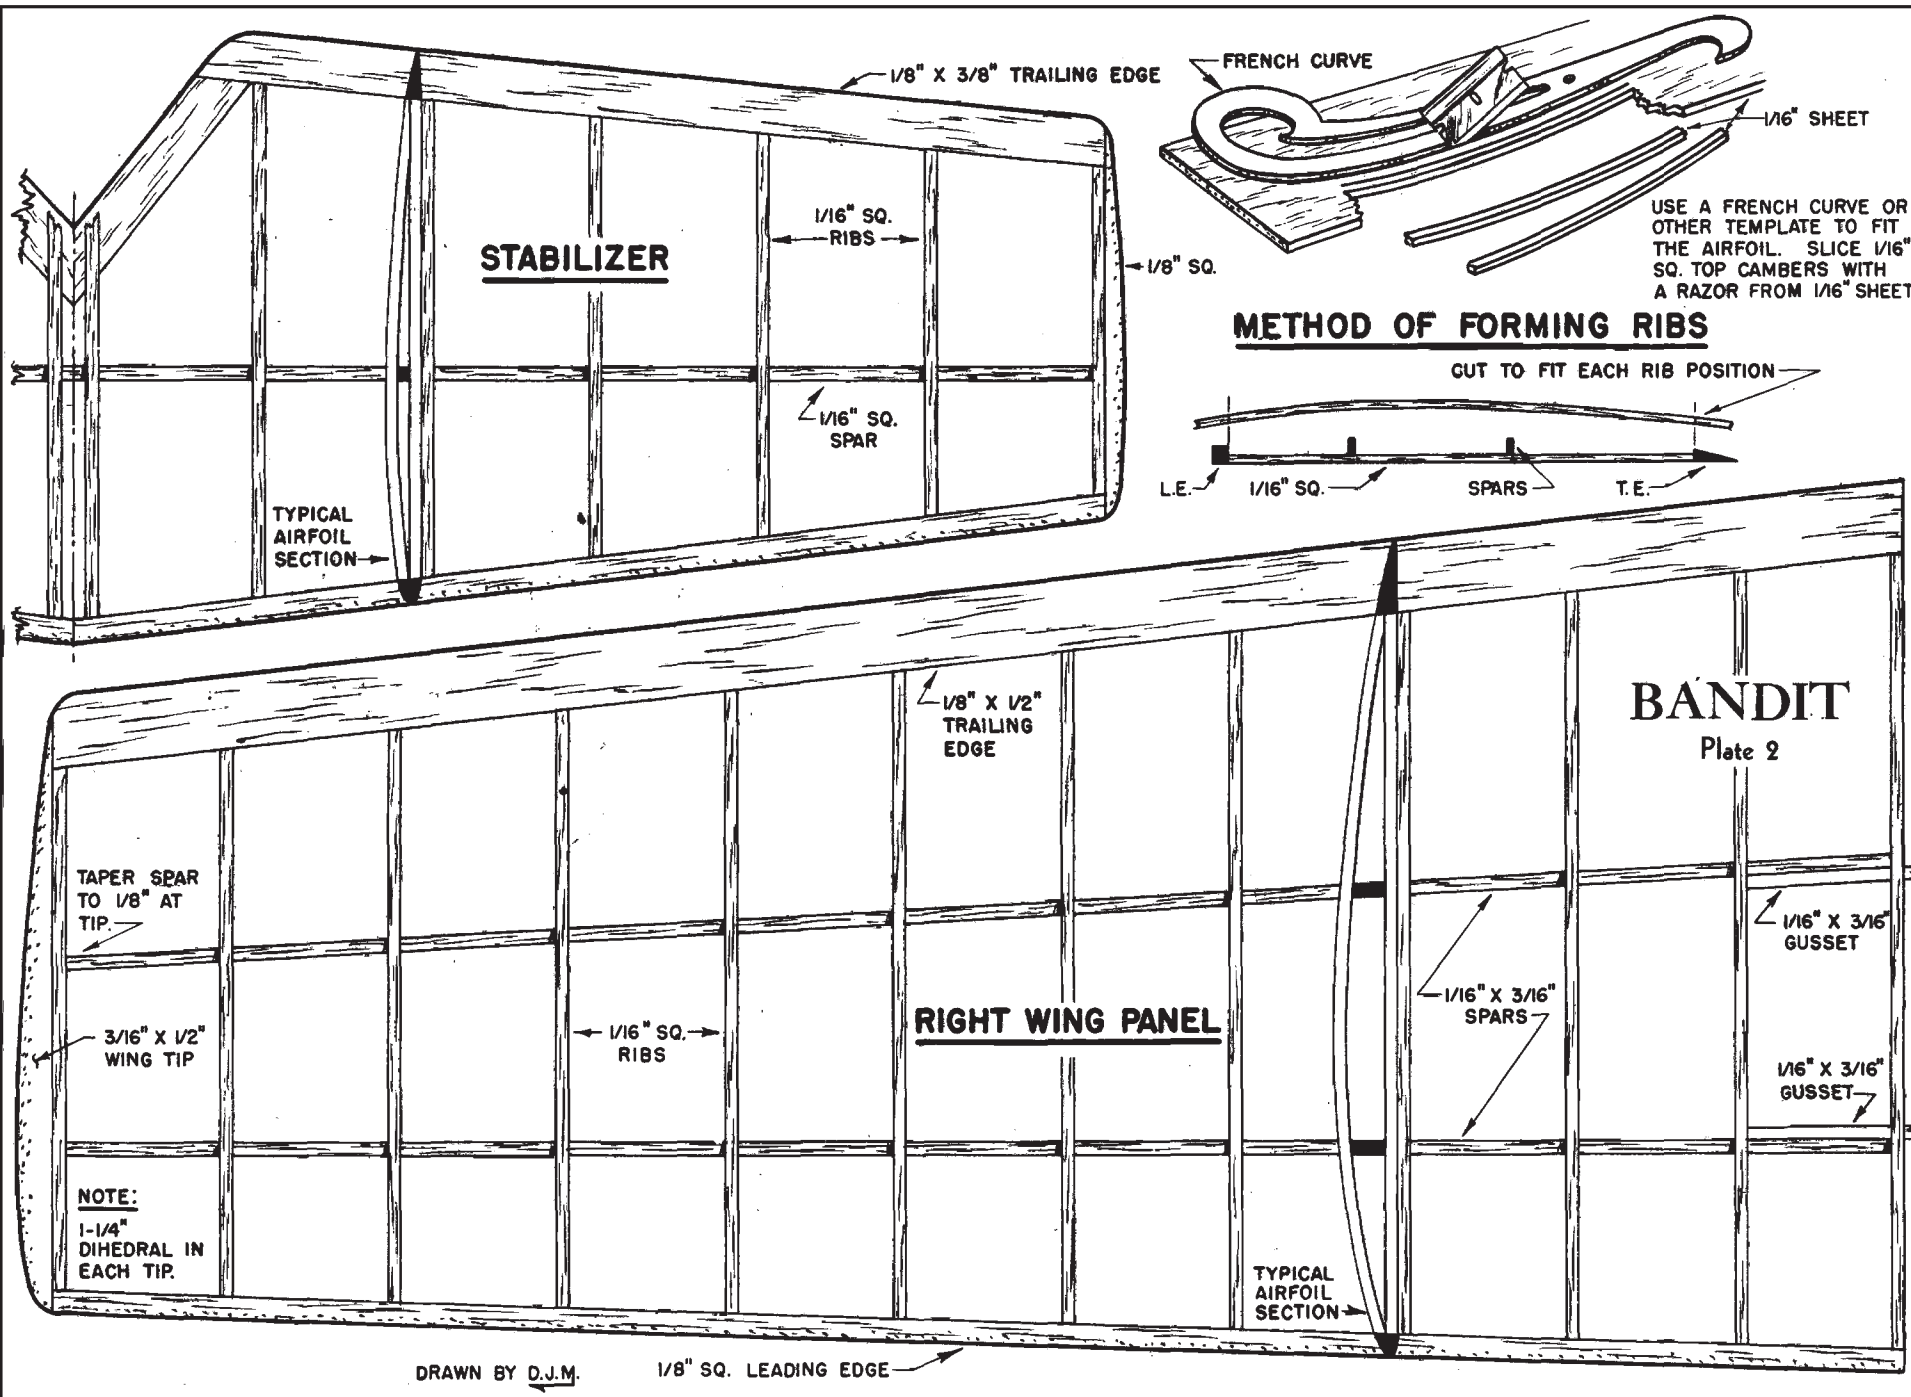 1/8" X 3/8" TRAILING EDGE
FRENCH CURVE
1/16" SHEET
1/16" SQ.
RIBS
STABILIZER
1/8" SQ.
USE A FRENCH CURVE OR
OTHER TEMPLATE TO FIT
THE AIRFOIL. SLICE 1/16"
SQ. TOP CAMBERS WITH
A RAZOR FROM 1/16" SHEET
METHOD OF FORMING RIBS
CUT TO FIT EACH RIB POSITION
1/16" SQ.
SPAR
L.E.
1/16" SQ.
SPARS
T.E.
TYPICAL
AIRFOIL
SECTION
1/8" X 1/2"
TRAILING
EDGE
BANDIT
Plate 2
TAPER SPAR
TO 1/8" AT
TIP.
1/16" X 3/16"
GUSSET
1/16" X 3/16"
SPARS
RIGHT WING PANEL
3/16" X 1/2"
WING TIP
1/16" SQ.
RIBS
1/16" X 3/16"
GUSSET
NOTE:
1-1/4"
DIHEDRAL IN
EACH TIP.
TYPICAL
AIRFOIL
SECTION
DRAWN BY D.J.M.
1/8" SQ. LEADING EDGE